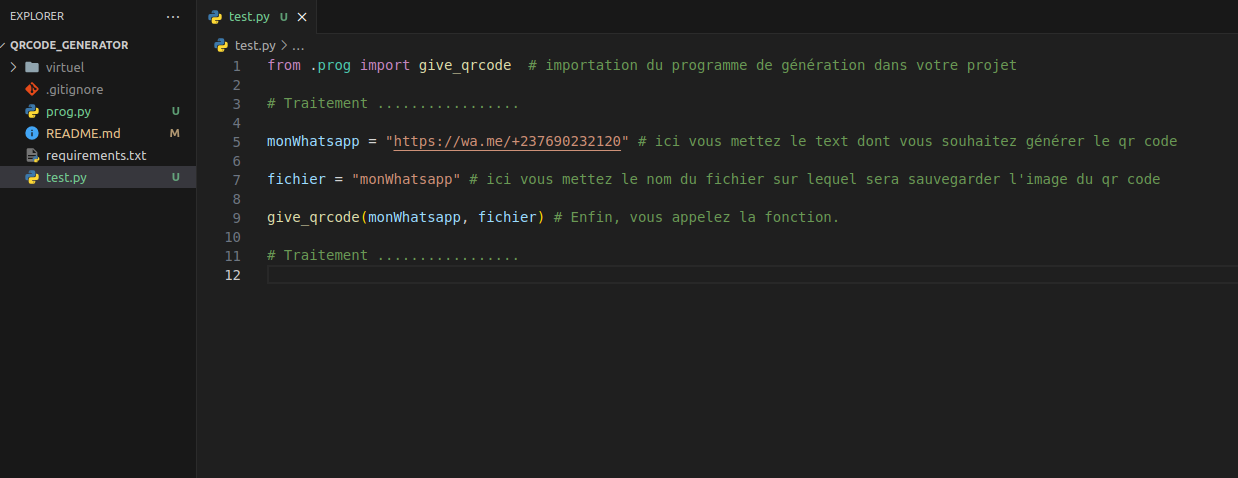 EXPLORER
QRCODE_GENERATOR
virtuel
.gitignore
prog.py U
README.md M
requirements.txt
test.py U
test.py U
test.py > ...
1 from .prog import give_qrcode  # importation du programme de génération dans votre projet
2
3 # Traitement .................
4
5 monWhatsapp = "https://wa.me/+237690232120" # ici vous mettez le text dont vous souhaitez générer le qr code
6
7 fichier = "monWhatsapp" # ici vous mettez le nom du fichier sur lequel sera sauvegarder l'image du qr code
8
9 give_qrcode(monWhatsapp, fichier) # Enfin, vous appelez la fonction.
10
11 # Traitement .................
12